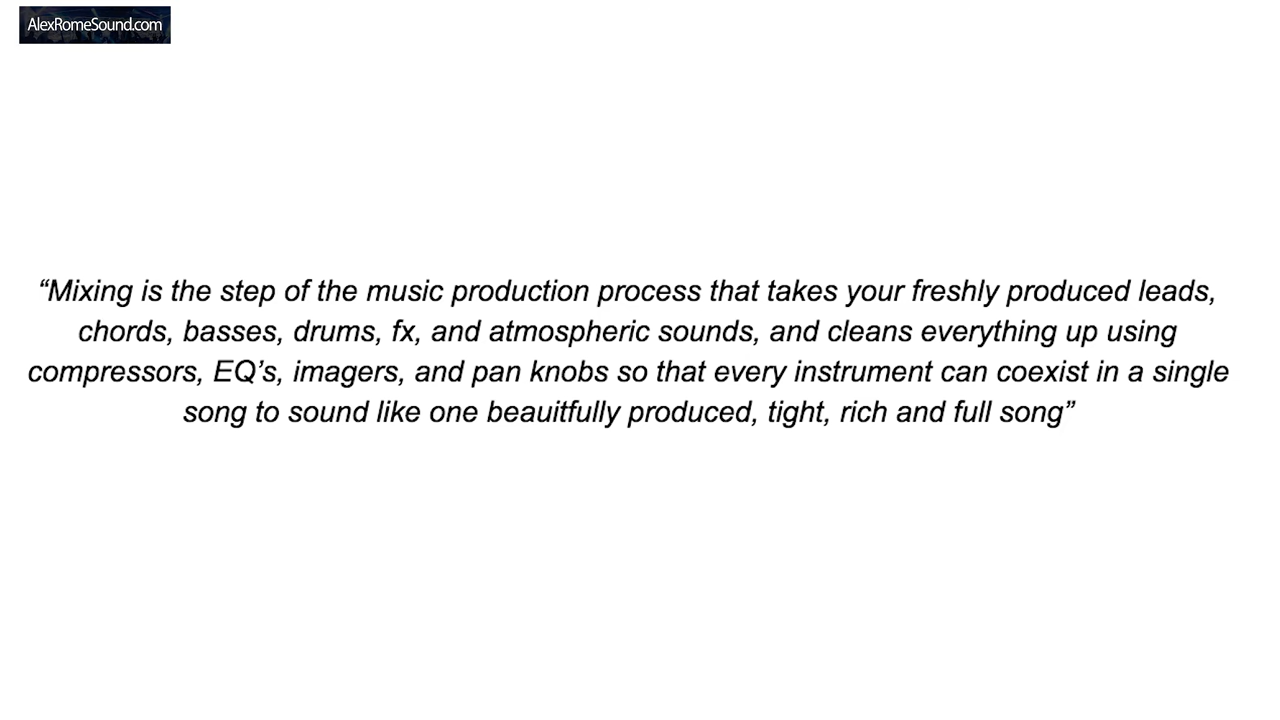 AlexRomeSound.com
“Mixing is the step of the music production process that takes your freshly produced leads,
chords, basses, drums, fx, and atmospheric sounds, and cleans everything up using
compressors, EQ’s, imagers, and pan knobs so that every instrument can coexist in a single
song to sound like one beauitfully produced, tight, rich and full song”